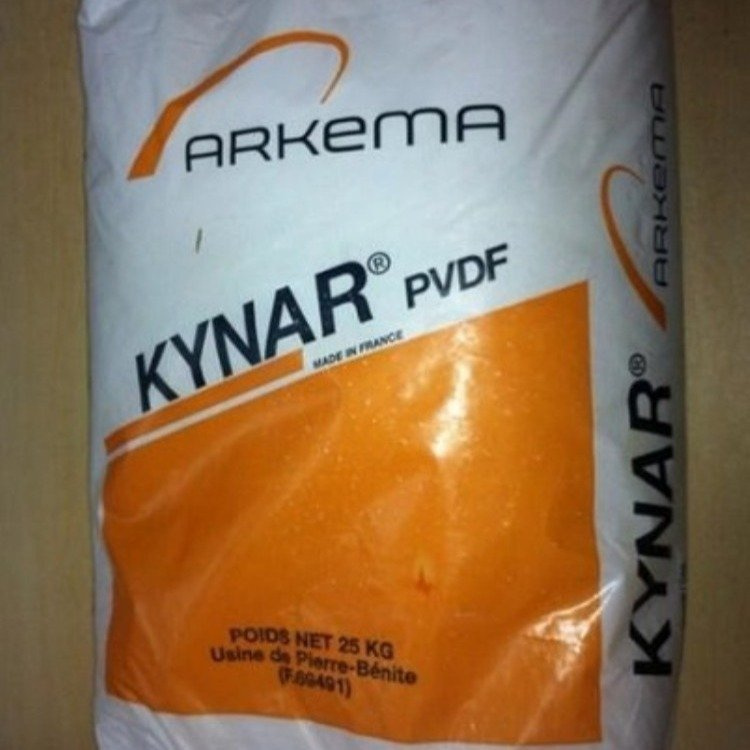 ARKEMA
KYNAR® PVDF
MADE IN FRANCE
POIDS NET 25 KG
Usine de Pierre-Bénite
(F.69491)
ARKEMA
KYNAR®